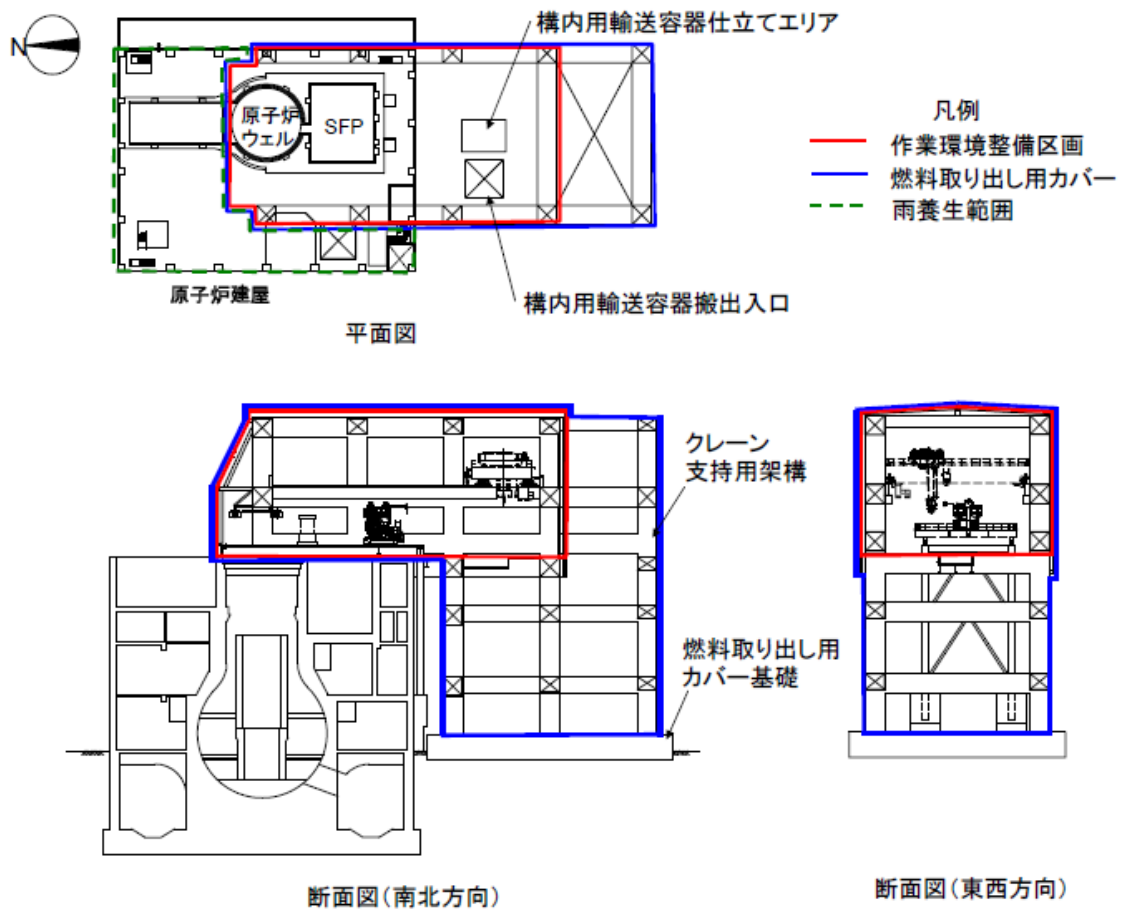 構内用輸送容器仕立てエリア
N
原子炉
ウェル
SFP
凡例
作業環境整備区画
燃料取り出し用カバー
雨養生範囲
原子炉建屋
構内用輸送容器搬出入口
平面図
クレーン
支持用架構
燃料取り出し用
カバー基礎
断面図(南北方向)
断面図(東西方向)